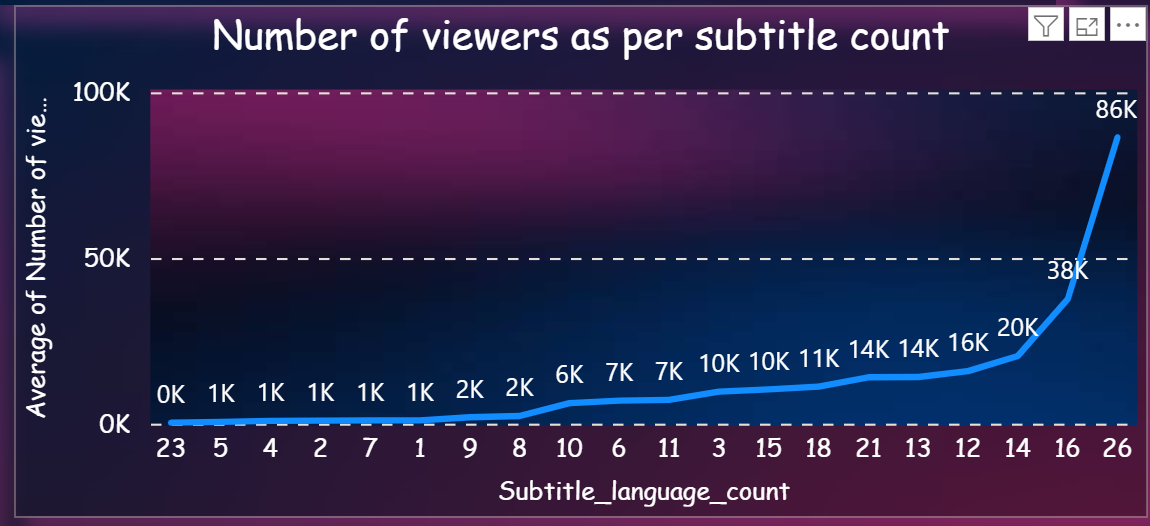 Number of viewers as per subtitle count
Average of Number of vie...
100K
50K
0K
0K 1K 1K 1K 1K 1K 2K 2K 6K 7K 7K 10K 10K 11K 14K 14K 16K 20K 38K 86K
23 5 4 2 7 1 9 8 10 6 11 3 15 18 21 13 12 14 16 26
Subtitle_language_count